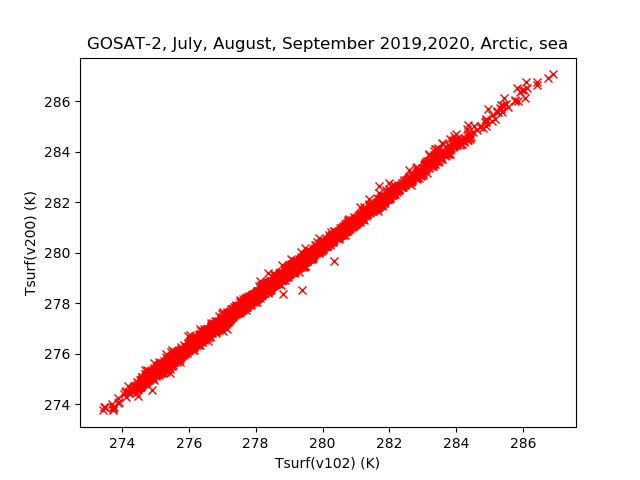 GOSAT-2, July, August, September 2019,2020, Arctic, sea
Tsurf(v200) (K)
286
284
282
280
278
276
274
274 276 278 280 282 284 286
Tsurf(v102) (K)